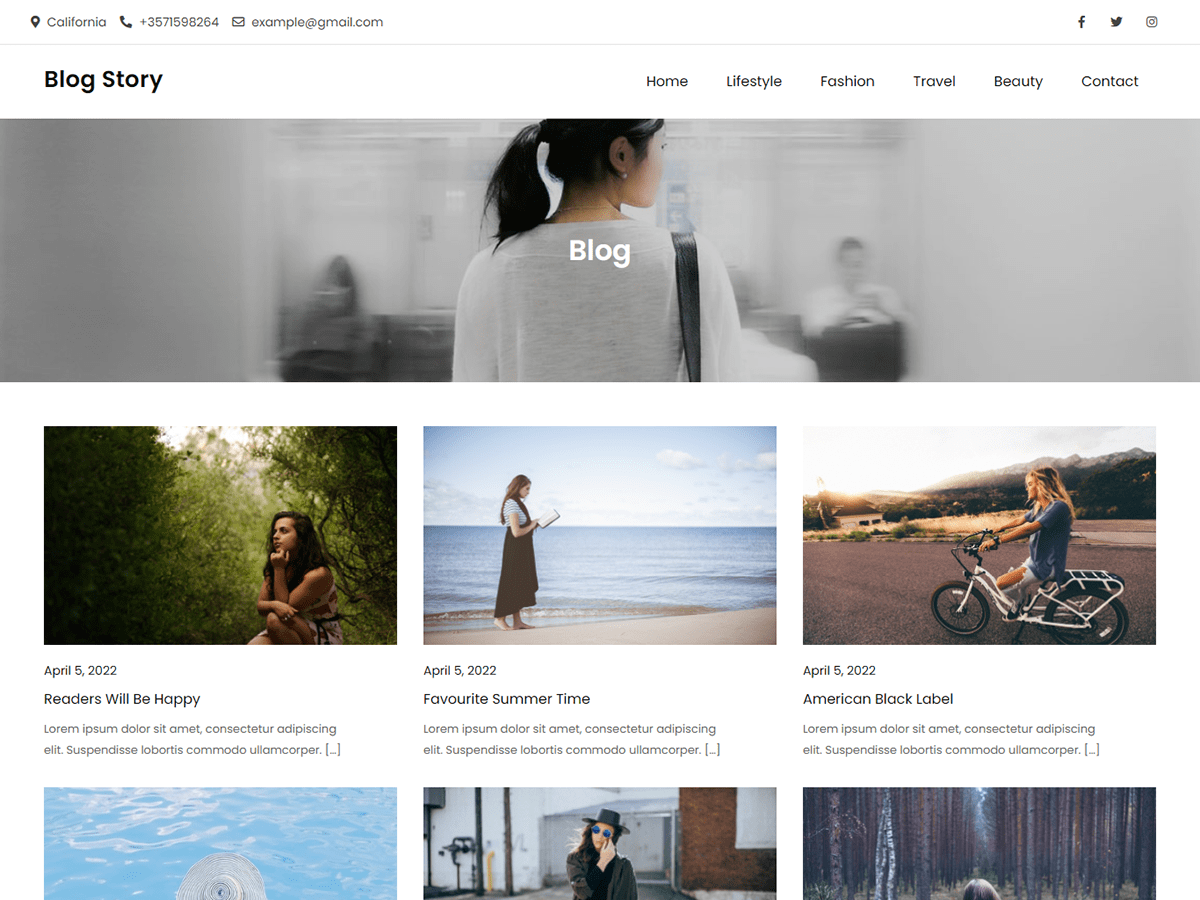 California +3571598264 example@gmail.com
Blog Story
Home Lifestyle Fashion Travel Beauty Contact
Blog
April 5, 2022
Readers Will Be Happy
Lorem ipsum dolor sit amet, consectetur adipiscing
elit. Suspendisse lobortis commodo ullamcorper. [...]
April 5, 2022
Favourite Summer Time
Lorem ipsum dolor sit amet, consectetur adipiscing
elit. Suspendisse lobortis commodo ullamcorper. [...]
April 5, 2022
American Black Label
Lorem ipsum dolor sit amet, consectetur adipiscing
elit. Suspendisse lobortis commodo ullamcorper. [...]